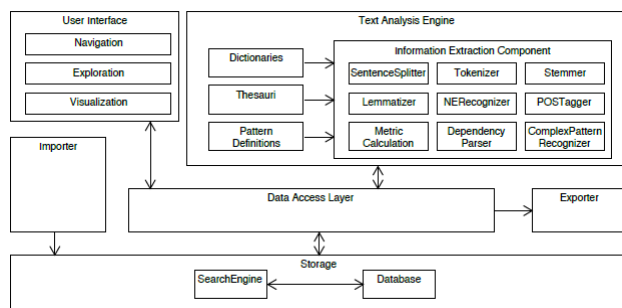 User Interface
Navigation
Exploration
Visualization
Text Analysis Engine
Dictionaries
Thesauri
Pattern
Definitions
Information Extraction Component
SentenceSplitter
Tokenizer
Stemmer
Lemmatizer
NERecognizer
POSTagger
Metric
Calculation
Dependency
Parser
ComplexPattern
Recognizer
Importer
Data Access Layer
Exporter
Storage
SearchEngine
Database